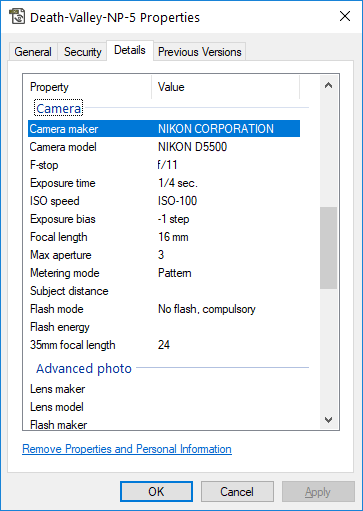 Death-Valley-NP-5 Properties
General Security Details Previous Versions
Property Value
Camera
Camera maker NIKON CORPORATION
Camera model NIKON D5500
F-stop f/11
Exposure time 1/4 sec.
ISO speed ISO-100
Exposure bias -1 step
Focal length 16 mm
Max aperture 3
Metering mode Pattern
Subject distance
Flash mode No flash, compulsory
Flash energy
35mm focal length 24
Advanced photo
Lens maker
Lens model
Flash maker
Remove Properties and Personal Information
OK Cancel Apply